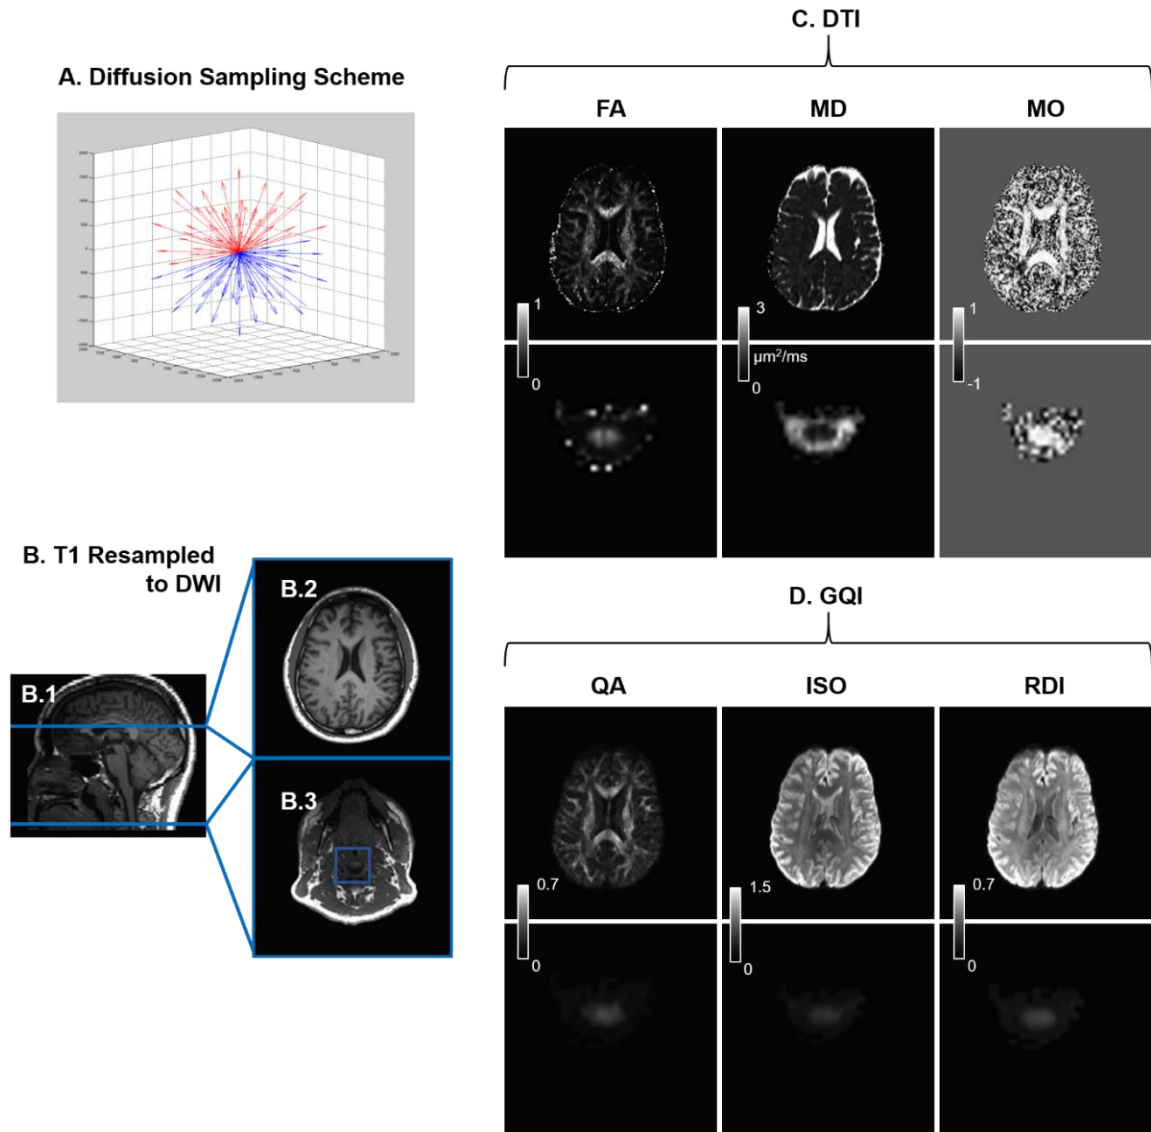 A. Diffusion Sampling Scheme
B. T1 Resampled
to DWI
B.1
B.2
B.3
C. DTI
FA
MD
MO
1
0
3
μm²/ms
0
1
-1
D. GQI
QA
ISO
RDI
0.7
0
1.5
0
0.7
0